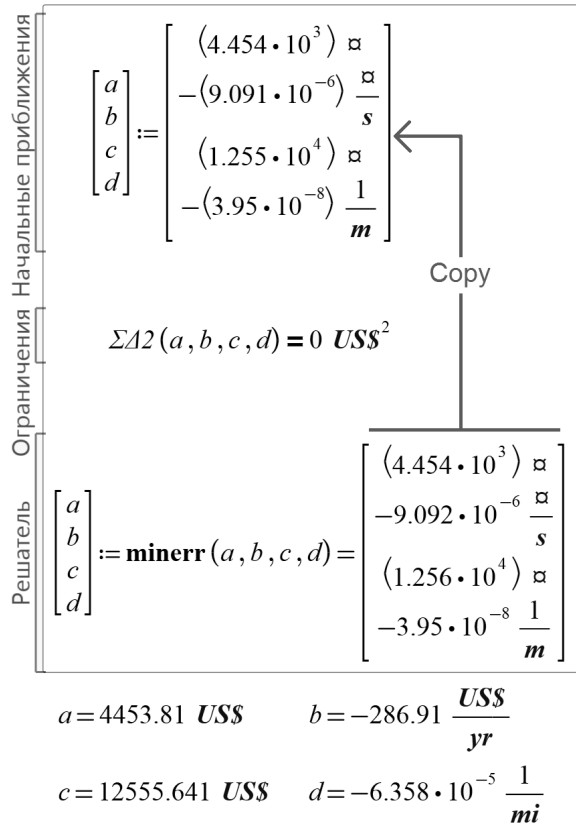 Начальные приближения
[a b c d] := [(4.454 • 10^3) ¤
−(9.091 • 10^−6) ¤/s
(1.255 • 10^4) ¤
−(3.95 • 10^−8) 1/m]
Copy
Ограничения
ΣΔ2(a, b, c, d) = 0 US$^2
Решатель
[a b c d] := minerr(a, b, c, d) = [(4.454 • 10^3) ¤
−9.092 • 10^−6 ¤/s
(1.256 • 10^4) ¤
−3.95 • 10^−8 1/m]
a = 4453.81 US$ b = −286.91 US$/yr
c = 12555.641 US$ d = −6.358 • 10^−5 1/mi